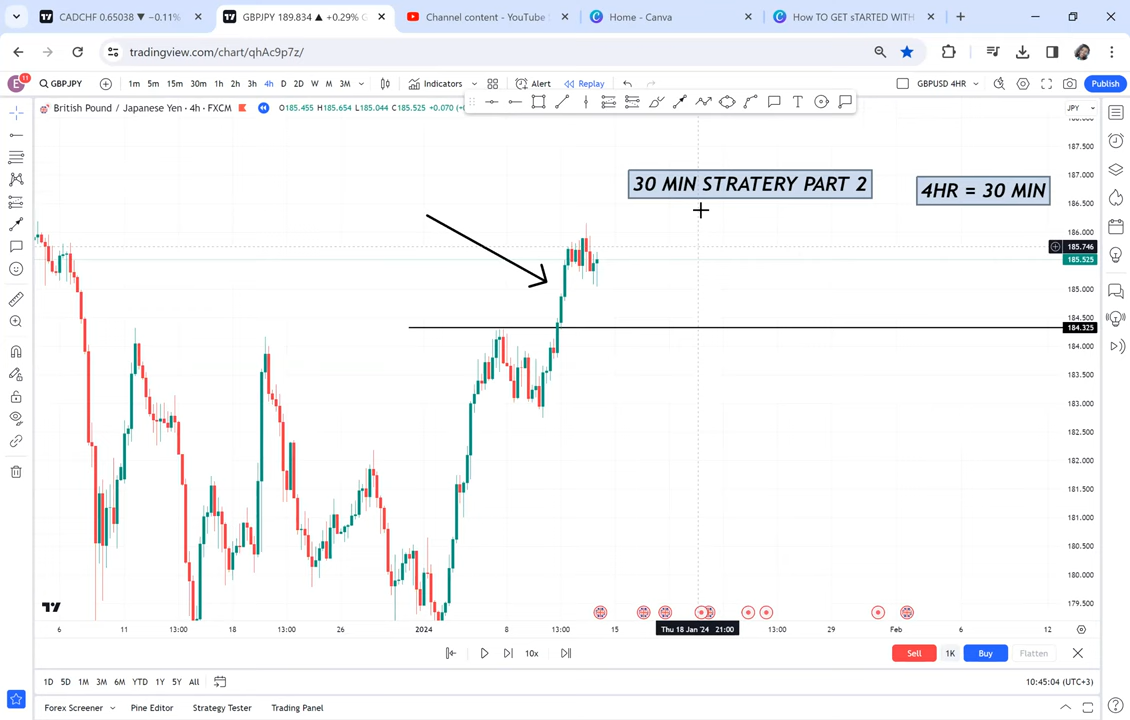 CADCHF 0.65038 ▼ −0.11%
GBPJPY 189.834 ▲ +0.29% G
Channel content - YouTube
Home - Canva
How TO GET sTARTED WITH
tradingview.com/chart/qhAc9p7z/
E 11 GBPJPY 1m 5m 15m 30m 1h 2h 3h 4h D 2D W M 3M Indicators Alert Replay GBPUSD 4HR Publish
British Pound / Japanese Yen · 4h · FXCM O185.455 H185.654 L185.044 C185.525 +0.070
JPY
188.000
187.500
187.000
30 MIN STRATERY PART 2
4HR = 30 MIN
186.500
186.000
185.746
185.525
185.000
184.500
184.325
184.000
183.500
183.000
182.500
182.000
181.500
181.000
180.500
180.000
179.500
6 11 13:00 18 13:00 26 2024 8 13:00 15 Thu 18 Jan '24 21:00 13:00 29 Feb 6 12
10x Sell 1K Buy Flatten
1D 5D 1M 3M 6M YTD 1Y 5Y All 10:45:04 (UTC+3)
Forex Screener Pine Editor Strategy Tester Trading Panel